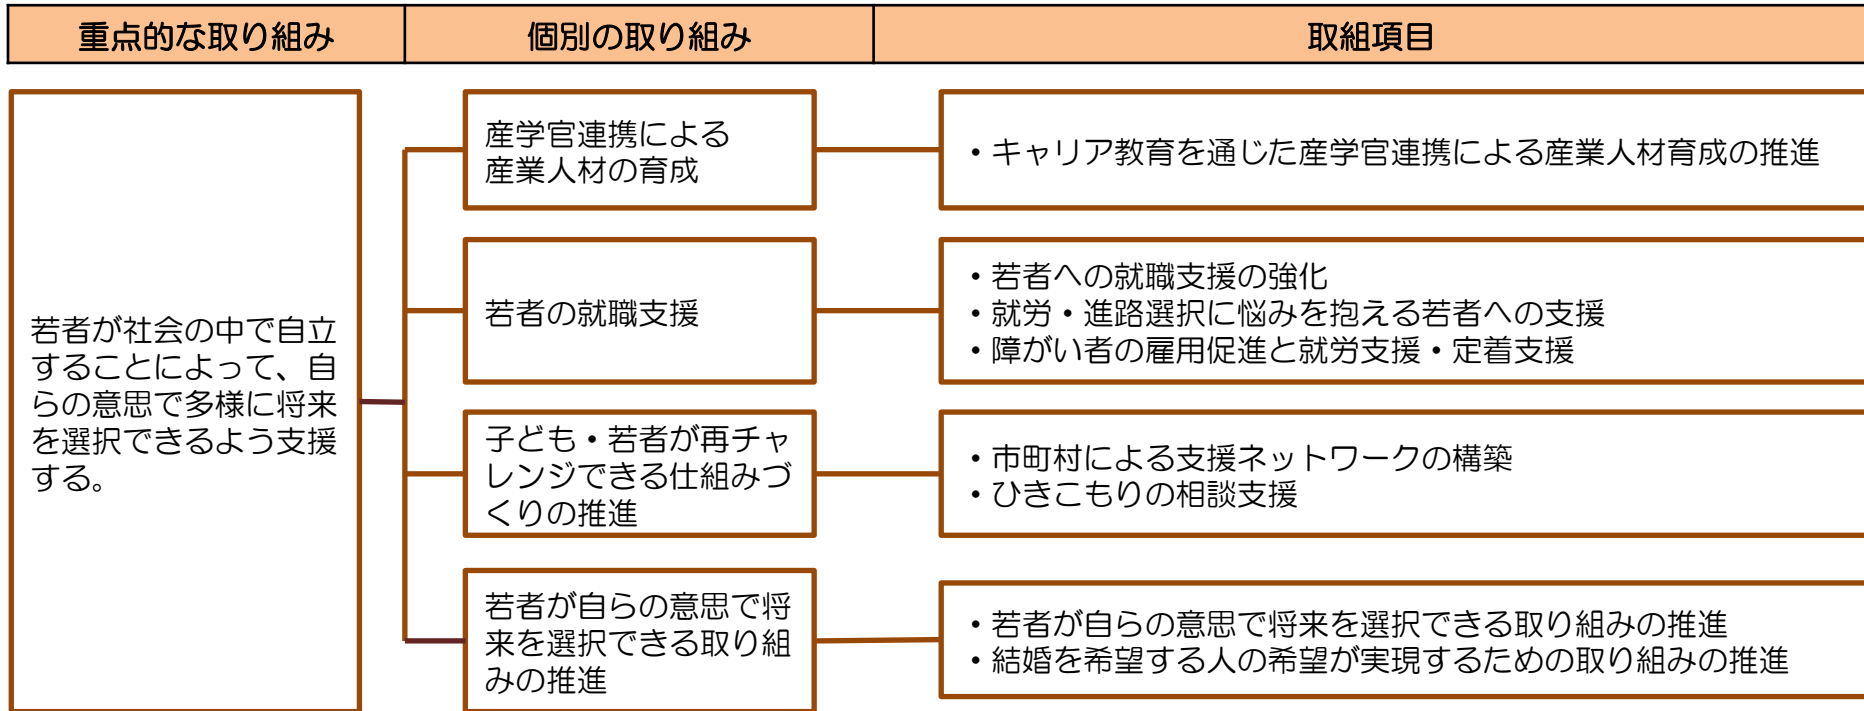 重点的な取り組み
個別の取り組み
取組項目
若者が社会の中で自立
することによって、自
らの意思で多様に将来
を選択できるよう支援
する。
産学官連携による
産業人材の育成
・キャリア教育を通じた産学官連携による産業人材育成の推進
若者の就職支援
・若者への就職支援の強化
・就労・進路選択に悩みを抱える若者への支援
・障がい者の雇用促進と就労支援・定着支援
子ども・若者が再チャ
レンジできる仕組みづ
くりの推進
・市町村による支援ネットワークの構築
・ひきこもりの相談支援
若者が自らの意思で将
来を選択できる取り組
みの推進
・若者が自らの意思で将来を選択できる取り組みの推進
・結婚を希望する人の希望が実現するための取り組みの推進